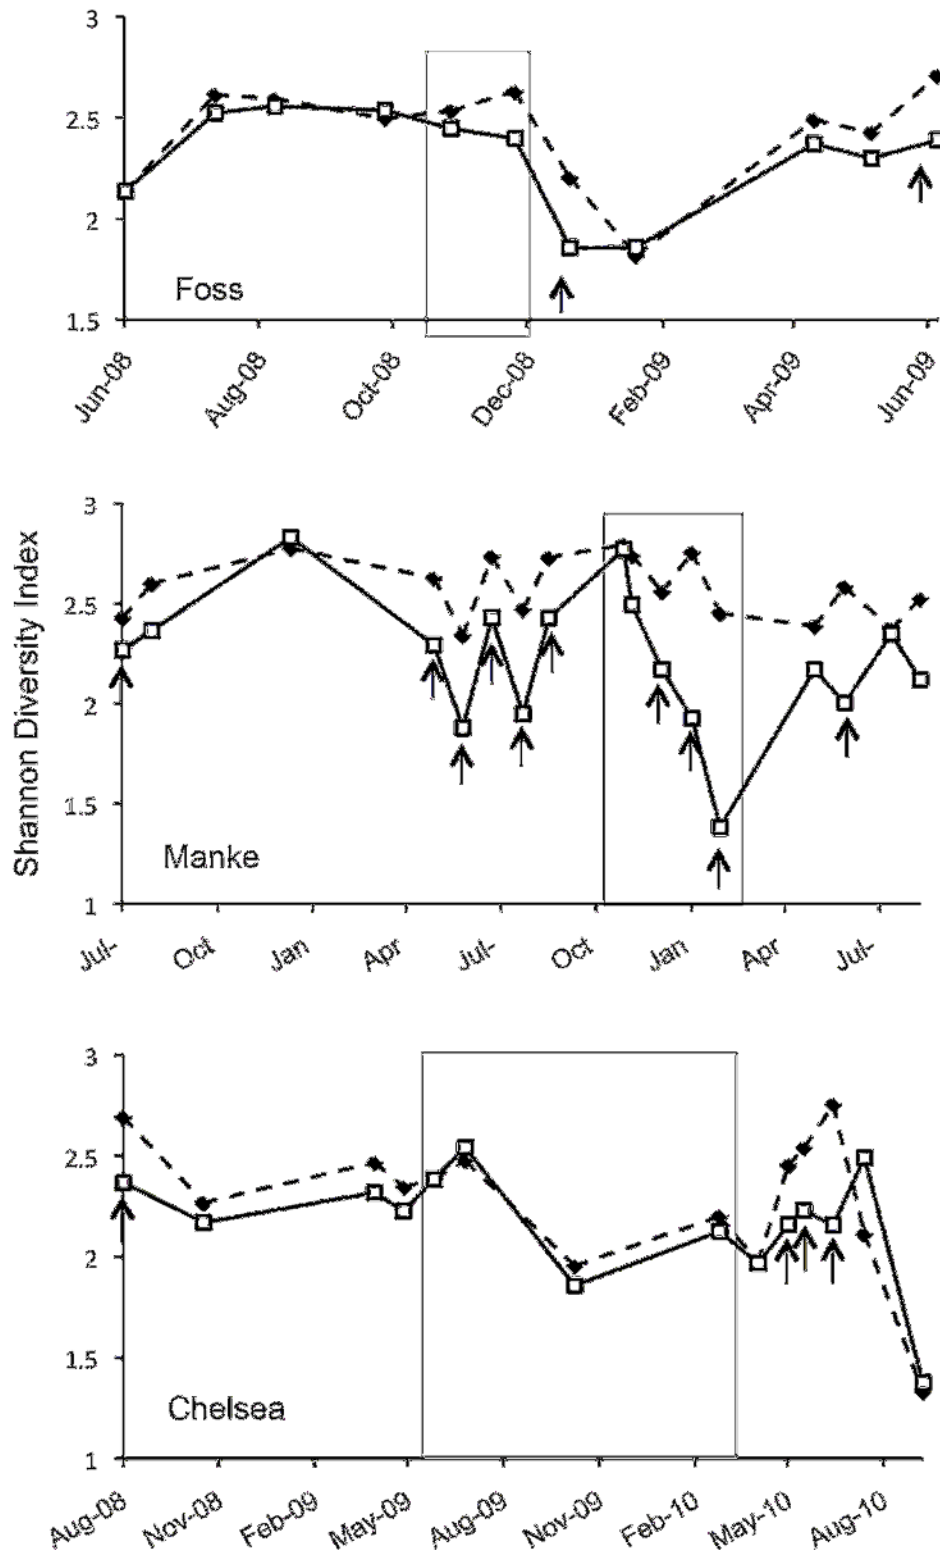 3
2.5
2
1.5
Foss
Jun-08
Aug-08
Oct-08
Dec-08
Feb-09
Apr-09
Jun-09
Shannon Diversity Index
3
2.5
2
1.5
1
Manke
Jul-
Oct
Jan
Apr
Jul-
Oct
Jan
Apr
Jul-
3
2.5
2
1.5
1
Chelsea
Aug-08
Nov-08
Feb-09
May-09
Aug-09
Nov-09
Feb-10
May-10
Aug-10